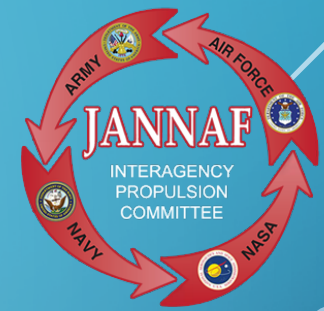 ARMY
AIR FORCE
JANNAF
INTERAGENCY
PROPULSION
COMMITTEE
NAVY
NASA